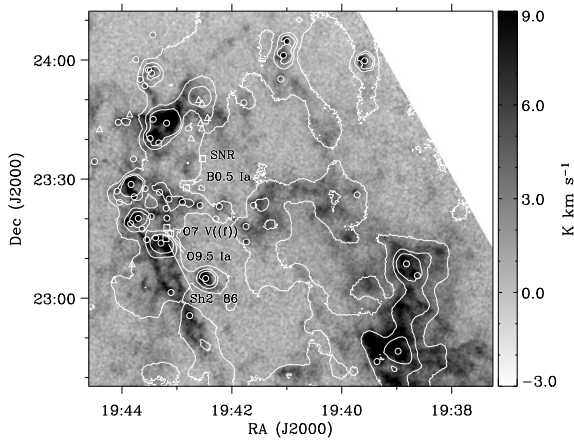 24:00
23:30
23:00
Dec (J2000)
SNR
B0.5 Ia
O7 V((f))
O9.5 Ia
Sh2-86
19:44
19:42
19:40
19:38
RA (J2000)
9.0
6.0
3.0
0.0
-3.0
K km s⁻¹